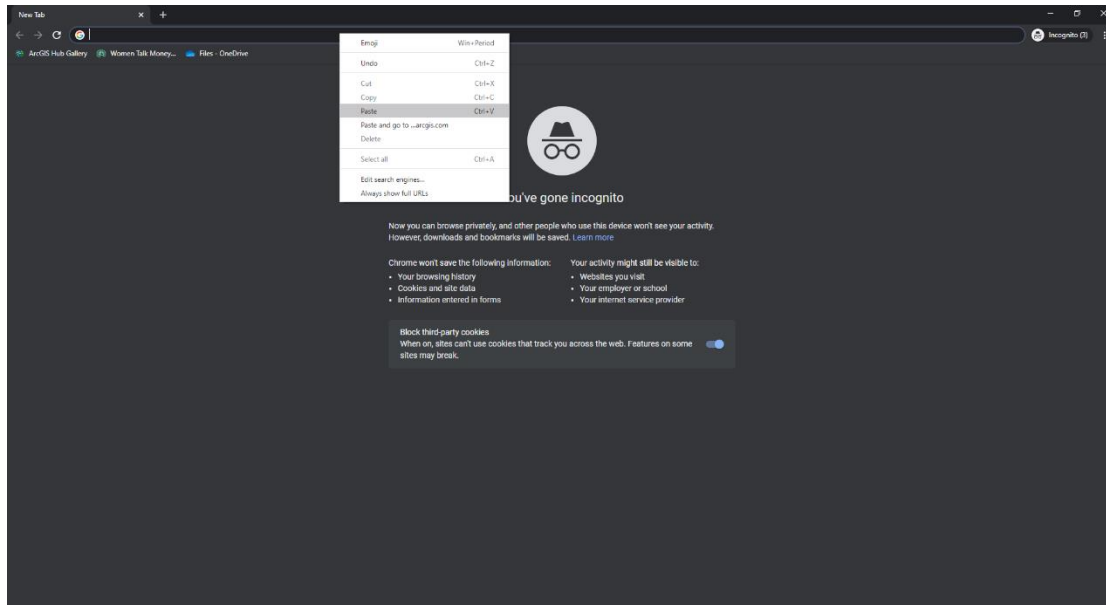 New Tab
Incognito (3)
ArcGIS Hub Gallery Women Talk Money... Files - OneDrive
Emoji Win+Period
Undo Ctrl+Z
Cut Ctrl+X
Copy Ctrl+C
Paste Ctrl+V
Paste and go to ...arcgis.com
Delete
Select all Ctrl+A
Edit search engines...
Always show full URLs
ou've gone incognito
Now you can browse privately, and other people who use this device won't see your activity.
However, downloads and bookmarks will be saved. Learn more
Chrome won't save the following information: Your activity might still be visible to:
• Your browsing history • Websites you visit
• Cookies and site data • Your employer or school
• Information entered in forms • Your internet service provider
Block third-party cookies
When on, sites can't use cookies that track you across the web. Features on some
sites may break.